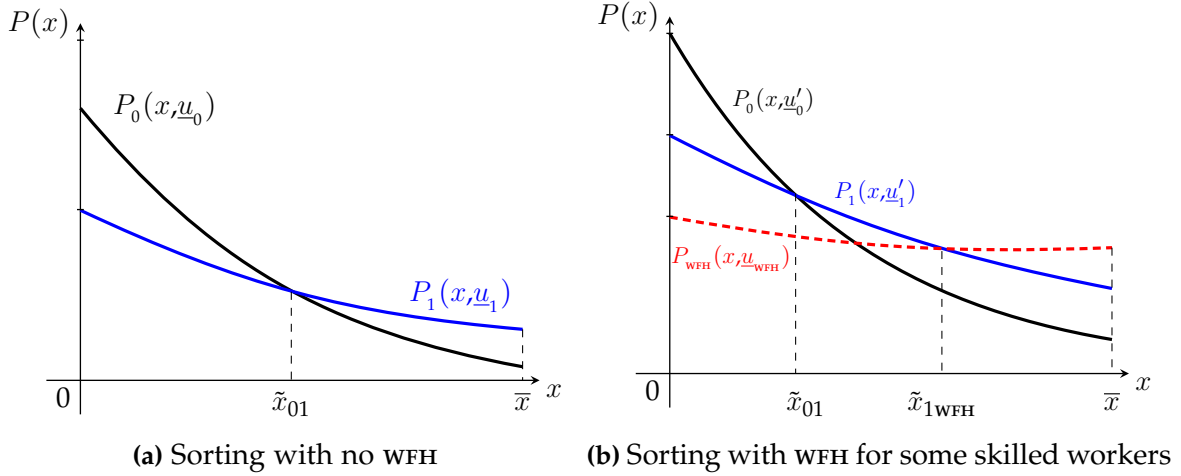 P(x)
P₀(x,u̲₀)
P₁(x,u̲₁)
0
x̃₀₁
x̅
x
(a) Sorting with no WFH
P(x)
P₀(x,u̲′₀)
P₁(x,u̲′₁)
P_WFH(x,u̲_WFH)
0
x̃₀₁
x̃₁WFH
x̅
x
(b) Sorting with WFH for some skilled workers